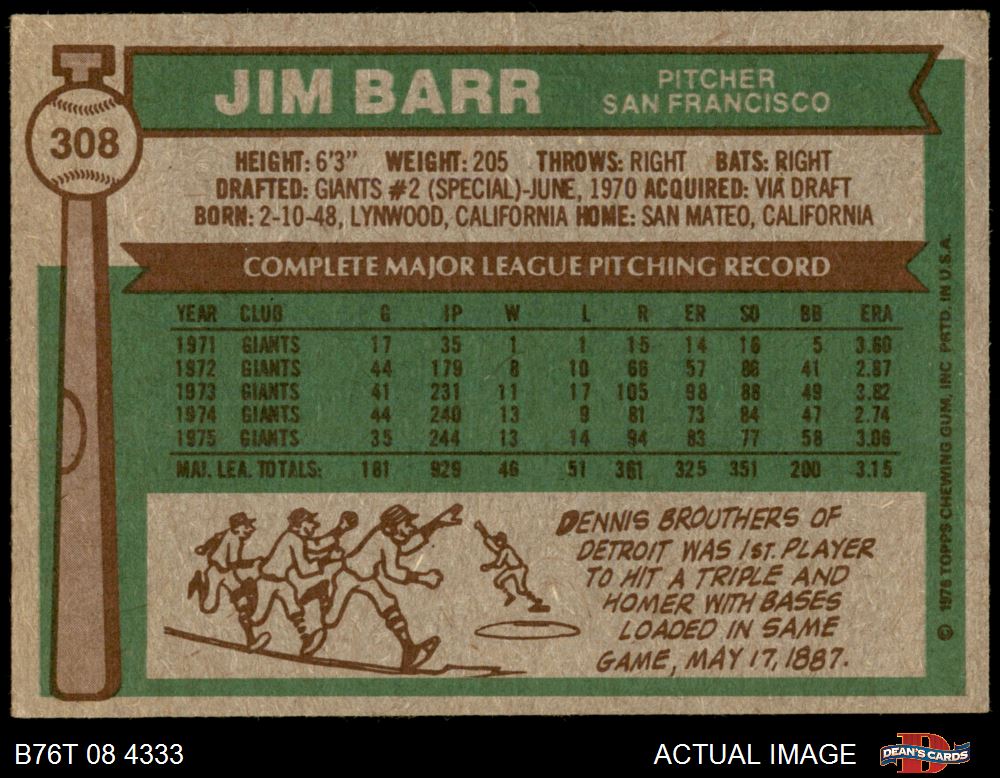 308
JIM BARR
PITCHER
SAN FRANCISCO
HEIGHT: 6'3" WEIGHT: 205 THROWS: RIGHT BATS: RIGHT
DRAFTED: GIANTS #2 (SPECIAL)-JUNE, 1970 ACQUIRED: VIA DRAFT
BORN: 2-10-48, LYNWOOD, CALIFORNIA HOME: SAN MATEO, CALIFORNIA
COMPLETE MAJOR LEAGUE PITCHING RECORD
YEAR CLUB G IP W L R ER SO BB ERA
1971 GIANTS 17 35 1 1 15 14 16 5 3.60
1972 GIANTS 44 179 8 10 66 57 86 41 2.87
1973 GIANTS 41 231 11 17 105 98 88 49 3.82
1974 GIANTS 44 240 13 9 81 73 84 47 2.74
1975 GIANTS 35 244 13 14 94 83 77 58 3.06
MAJ. LEA. TOTALS: 181 929 46 51 361 325 351 200 3.15
DENNIS BROUTHERS OF
DETROIT WAS 1ST. PLAYER
TO HIT A TRIPLE AND
HOMER WITH BASES
LOADED IN SAME
GAME, MAY 17, 1887.
© 1976 TOPPS CHEWING GUM, INC PRTD. IN U.S.A.
B76T 08 4333
ACTUAL IMAGE
D
DEAN'S CARDS